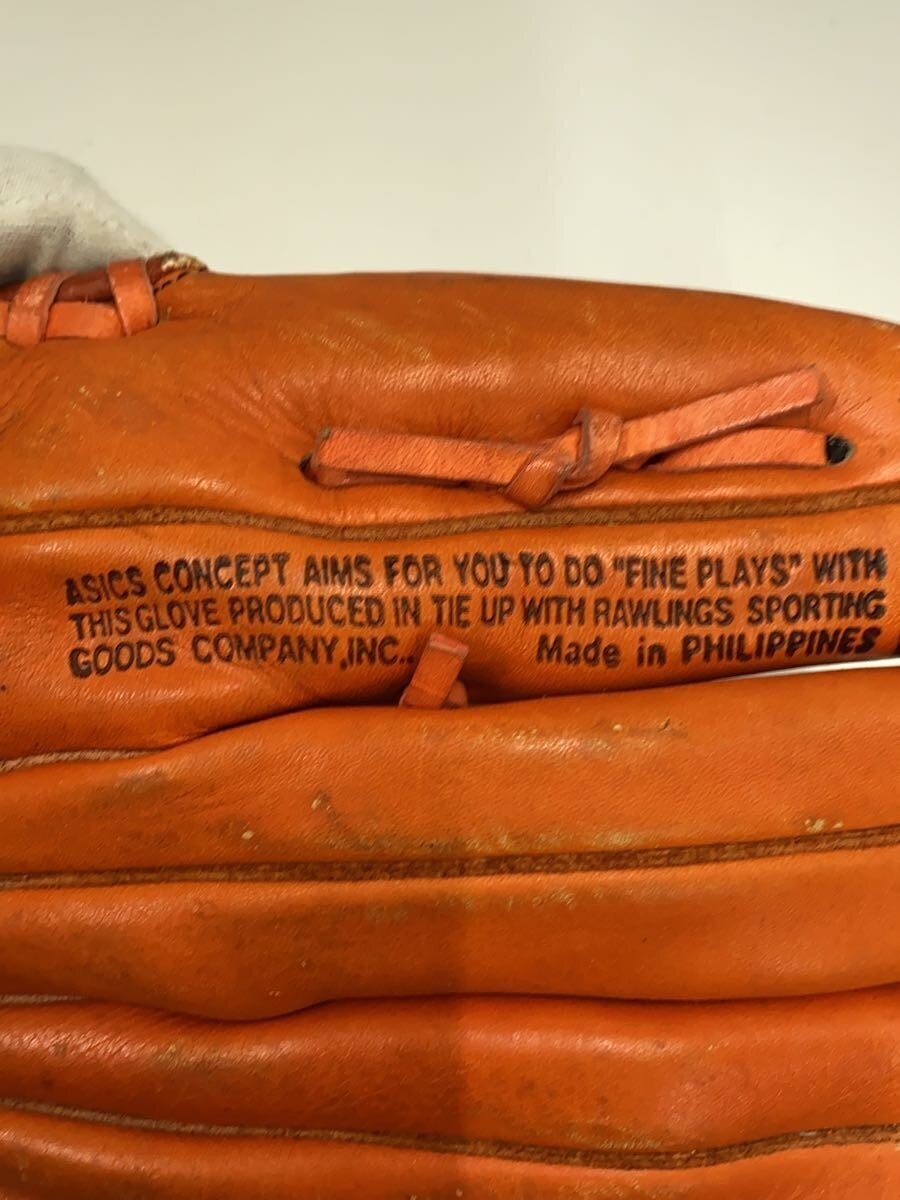 ASICS CONCEPT AIMS FOR YOU TO DO "FINE PLAYS" WITH
THIS GLOVE PRODUCED IN TIE UP WITH RAWLINGS SPORTING
GOODS COMPANY,INC.. Made in PHILIPPINES